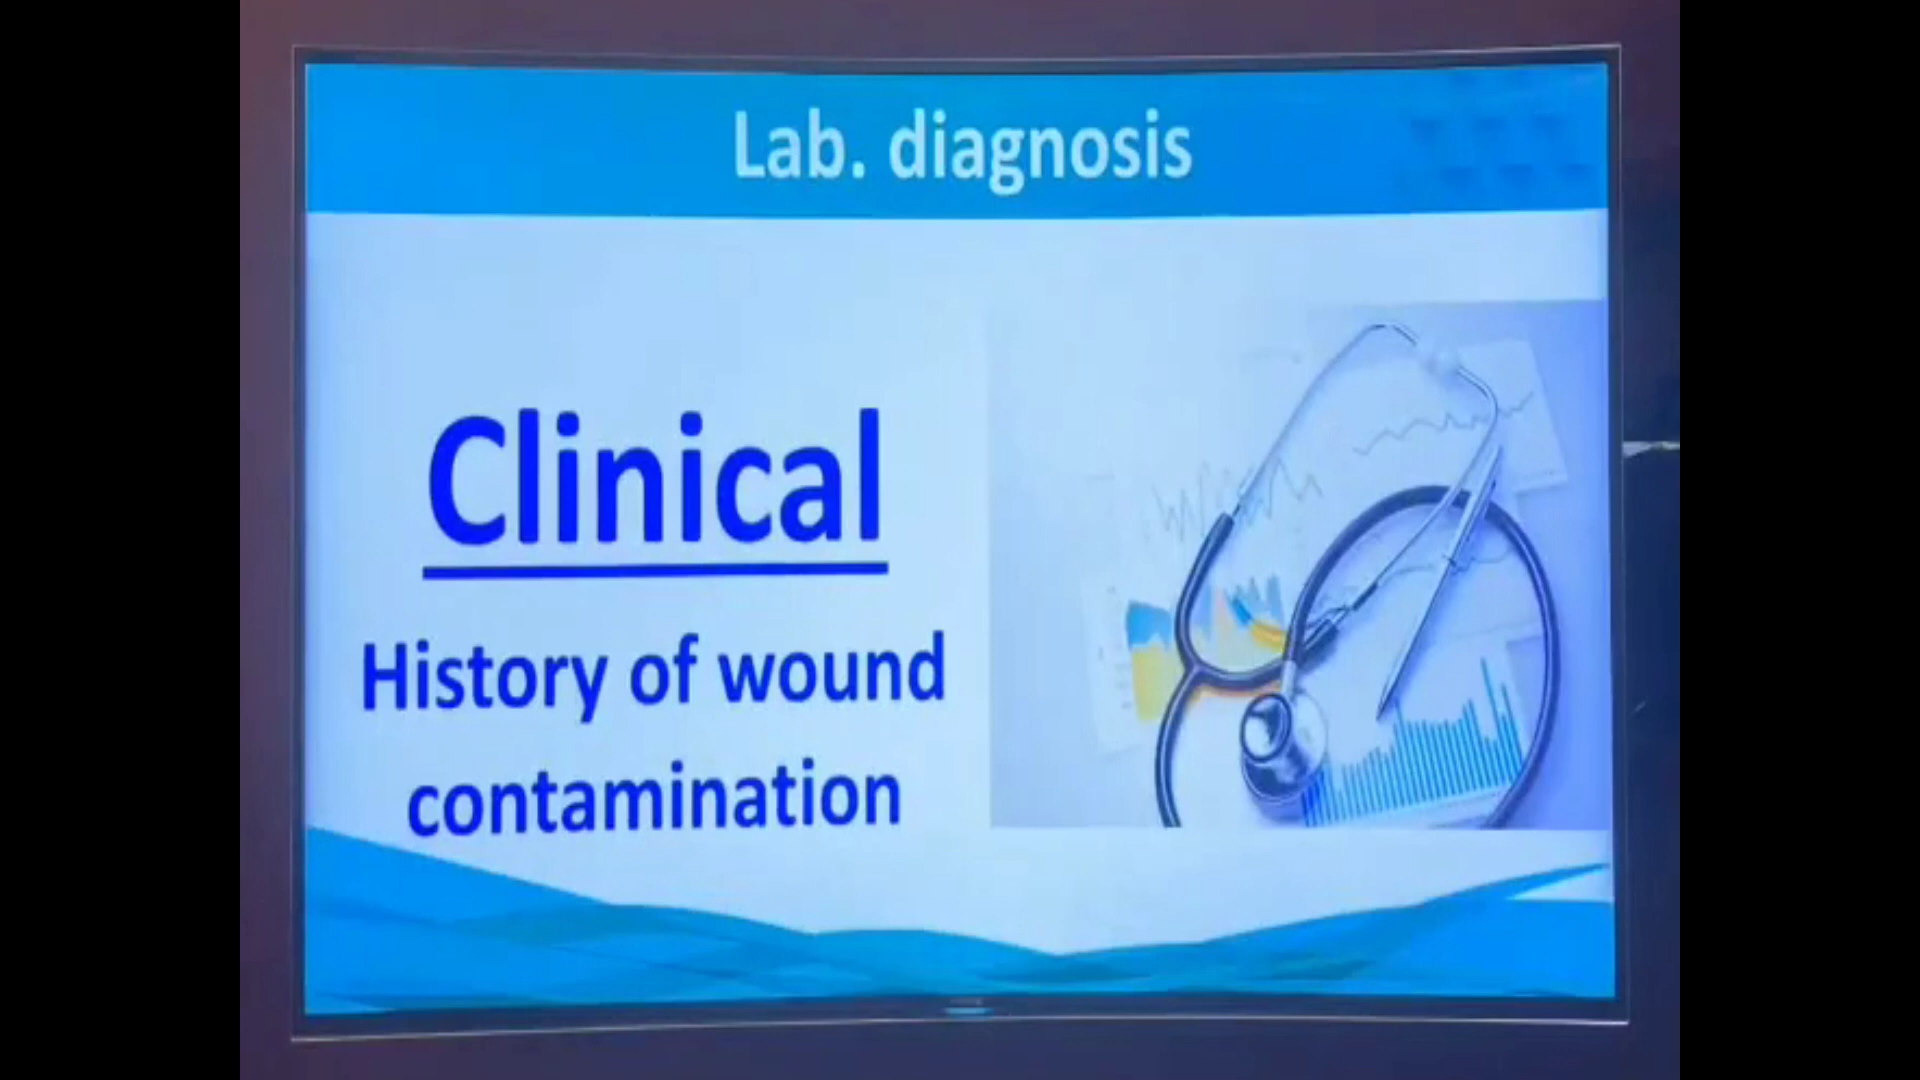 Lab. diagnosis
Clinical
History of wound
contamination